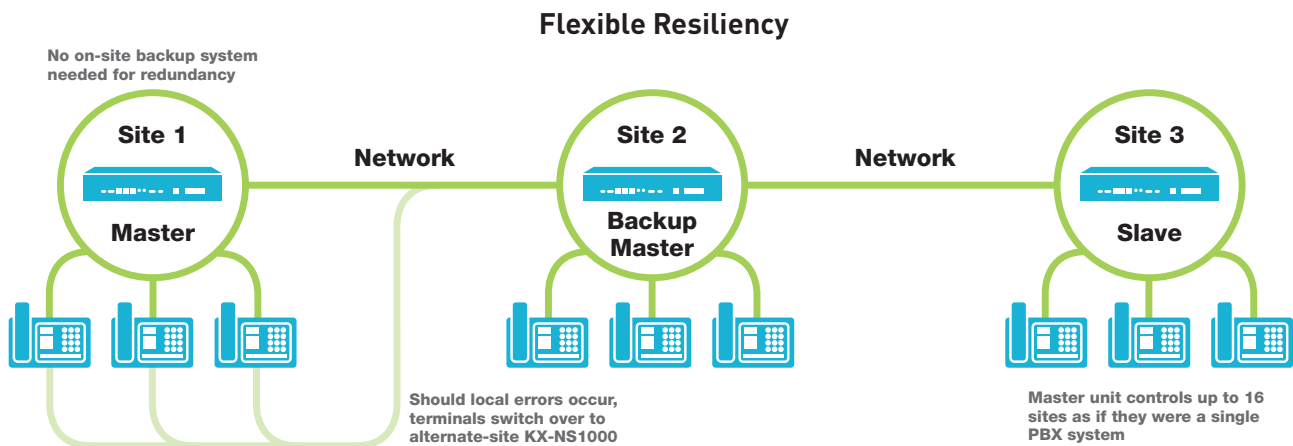 Flexible Resiliency
No on-site backup system
needed for redundancy
Site 1
Master
Network
Site 2
Backup
Master
Network
Site 3
Slave
Should local errors occur,
terminals switch over to
alternate-site KX-NS1000
Master unit controls up to 16
sites as if they were a single
PBX system